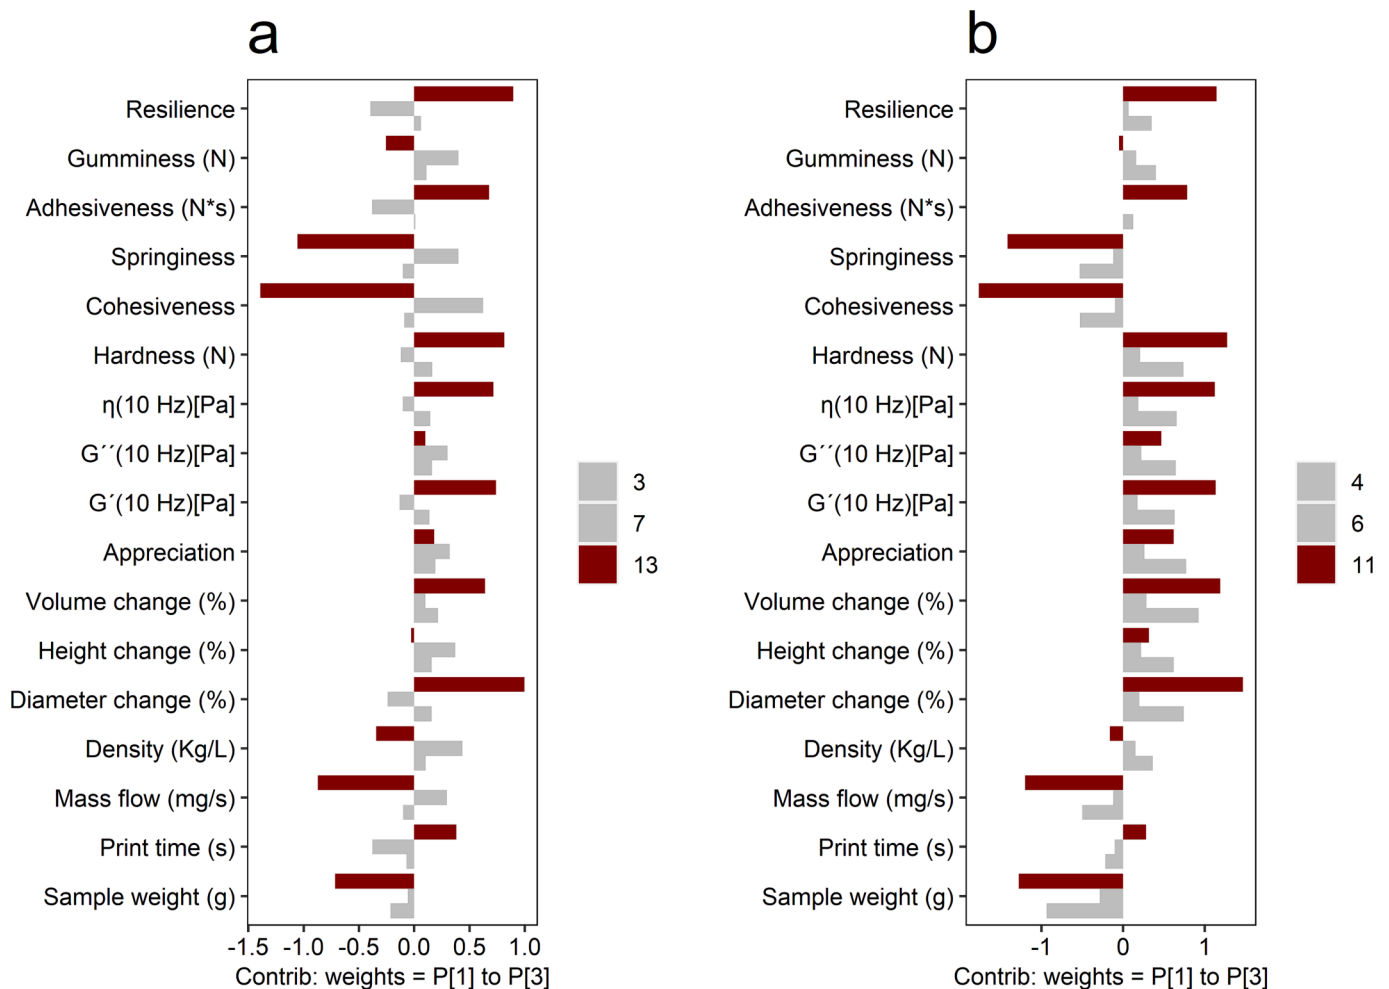 a
Resilience
Gumminess (N)
Adhesiveness (N*s)
Springiness
Cohesiveness
Hardness (N)
η(10 Hz)[Pa]
G´´(10 Hz)[Pa]
G´(10 Hz)[Pa]
Appreciation
Volume change (%)
Height change (%)
Diameter change (%)
Density (Kg/L)
Mass flow (mg/s)
Print time (s)
Sample weight (g)
-1.5 -1.0 -0.5 0.0 0.5 1.0
Contrib: weights = P[1] to P[3]
3
7
13
b
Resilience
Gumminess (N)
Adhesiveness (N*s)
Springiness
Cohesiveness
Hardness (N)
η(10 Hz)[Pa]
G´´(10 Hz)[Pa]
G´(10 Hz)[Pa]
Appreciation
Volume change (%)
Height change (%)
Diameter change (%)
Density (Kg/L)
Mass flow (mg/s)
Print time (s)
Sample weight (g)
-1 0 1
Contrib: weights = P[1] to P[3]
4
6
11